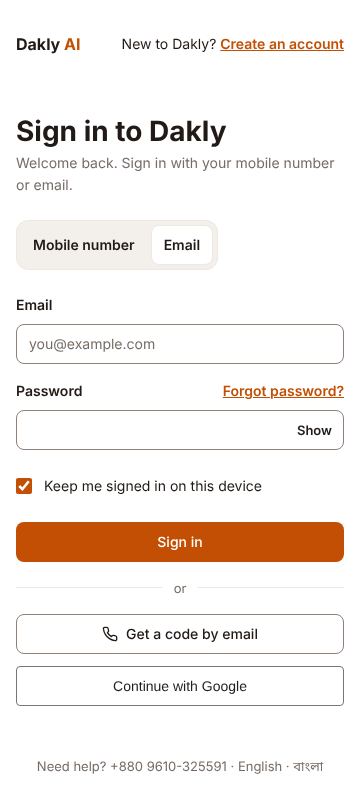 Dakly AI
New to Dakly? Create an account
Sign in to Dakly
Welcome back. Sign in with your mobile number
or email.
Mobile number
Email
Email
you@example.com
Password
Forgot password?
Show
Keep me signed in on this device
Sign in
or
Get a code by email
Continue with Google
Need help? +880 9610-325591 · English · বাংলা